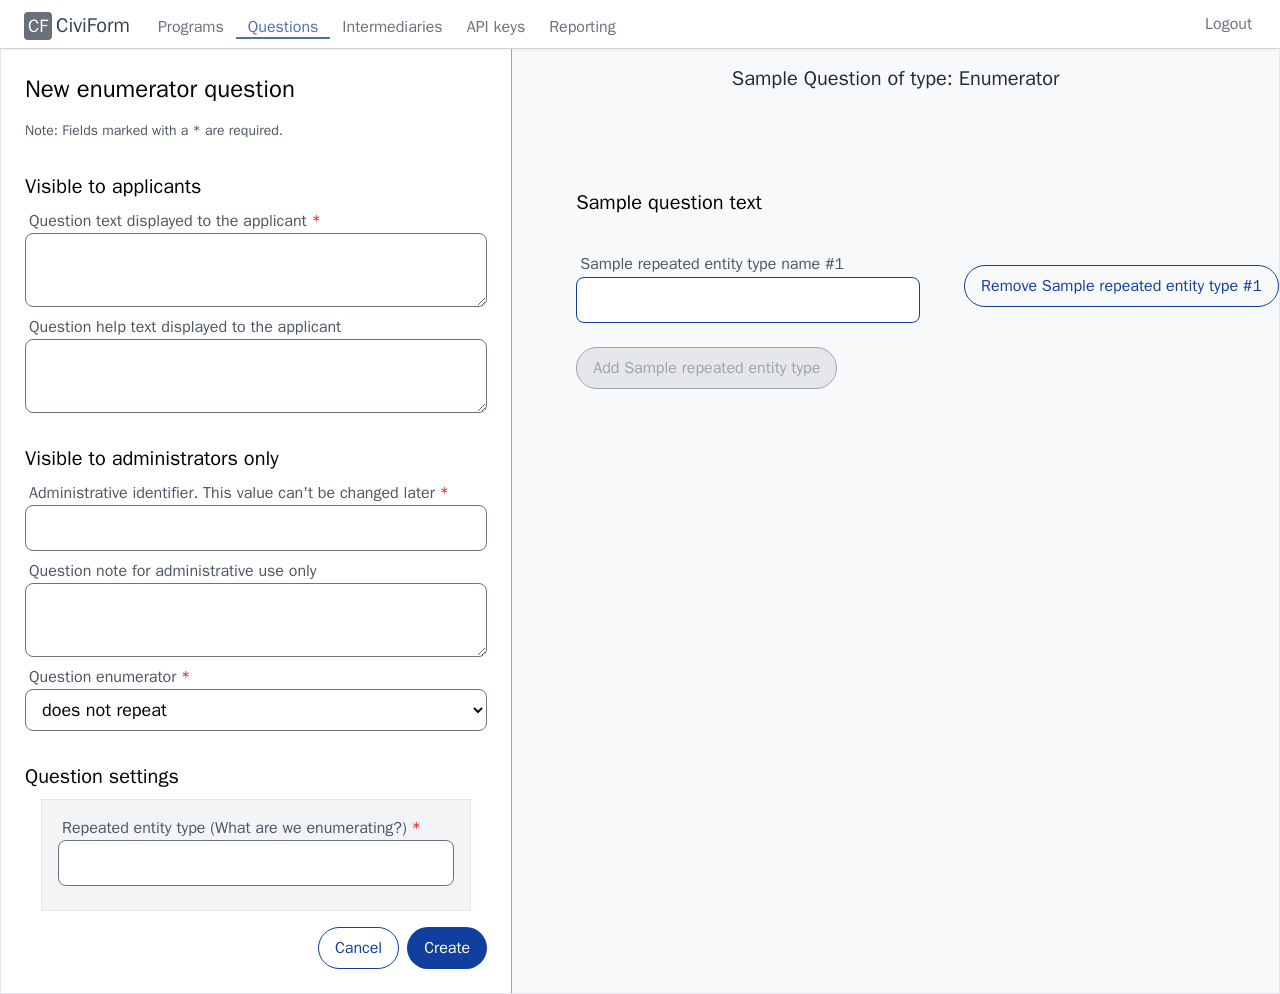 CF CiviForm Programs Questions Intermediaries API keys Reporting Logout
New enumerator question
Note: Fields marked with a * are required.
Visible to applicants
Question text displayed to the applicant *
Question help text displayed to the applicant
Visible to administrators only
Administrative identifier. This value can't be changed later *
Question note for administrative use only
Question enumerator *
does not repeat
Question settings
Repeated entity type (What are we enumerating?) *
Cancel Create
Sample Question of type: Enumerator
Sample question text
Sample repeated entity type name #1
Remove Sample repeated entity type #1
Add Sample repeated entity type